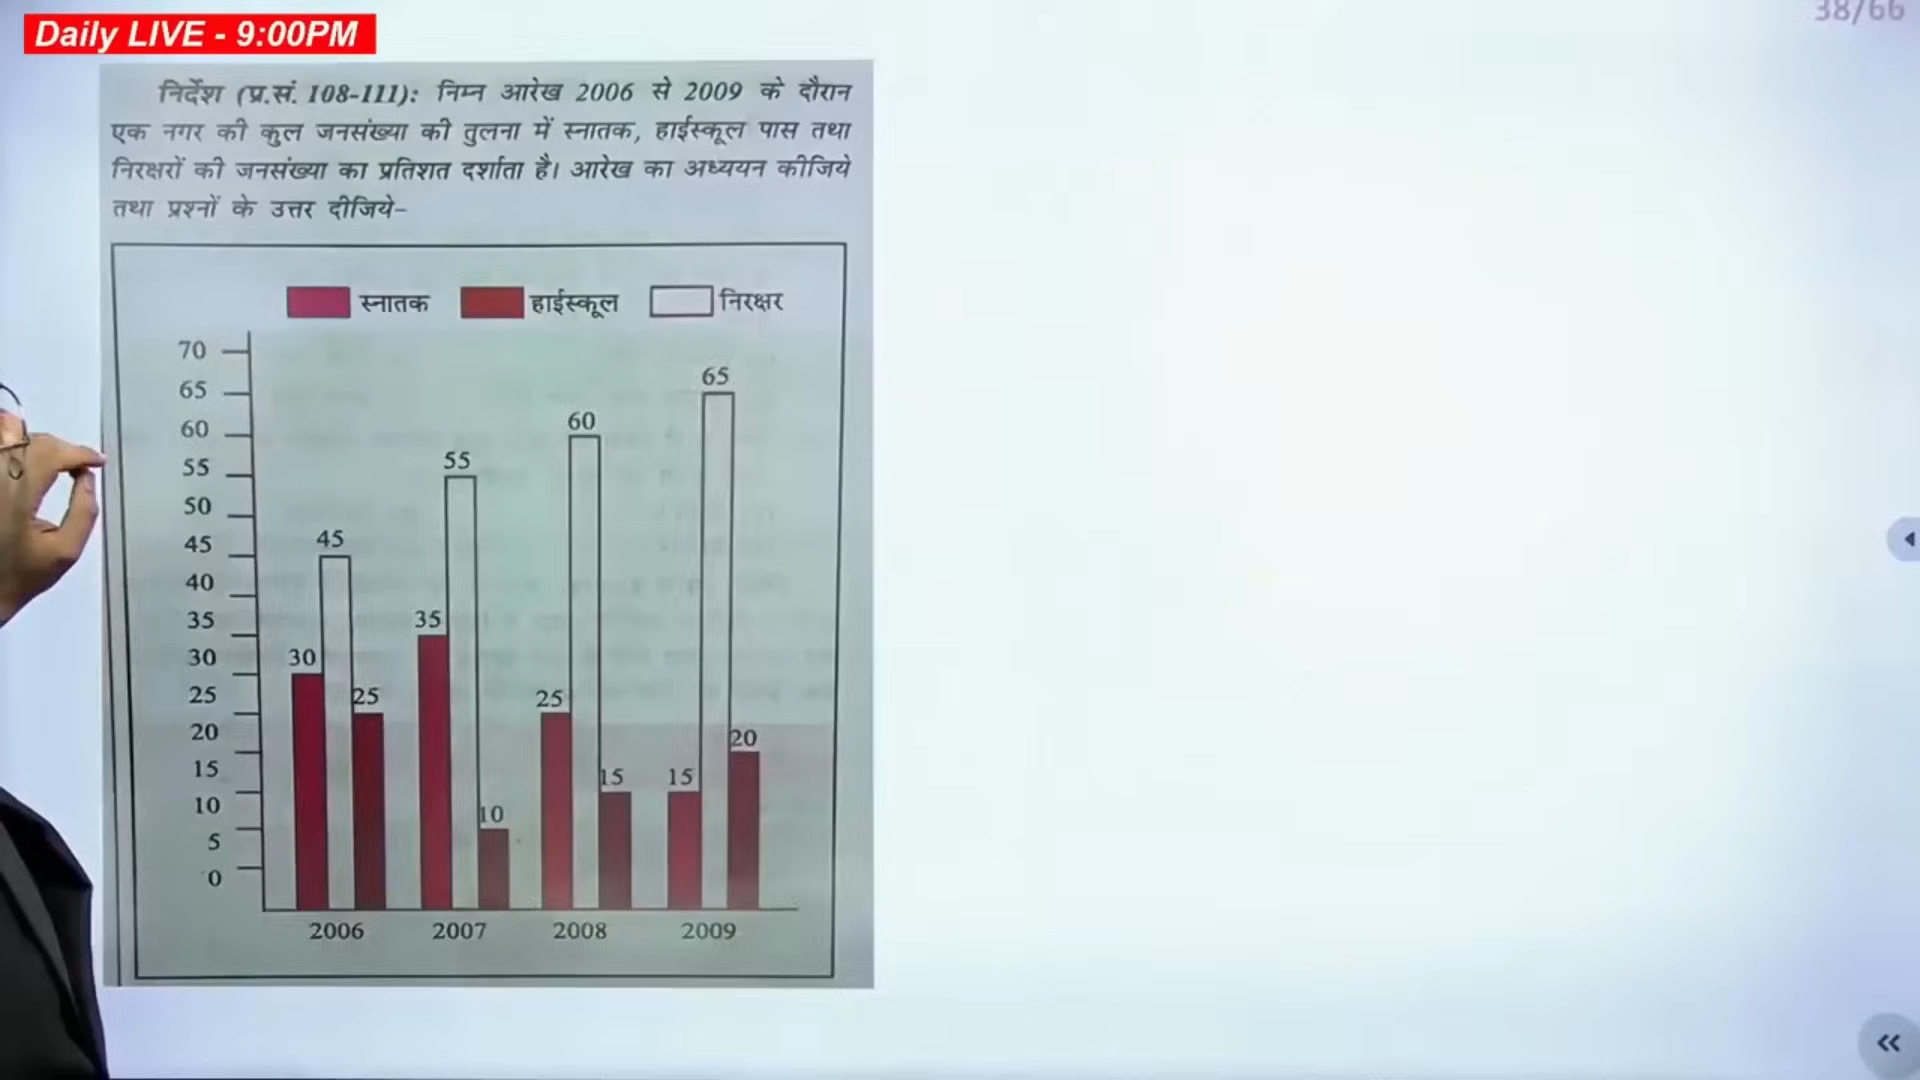 38/66
Daily LIVE - 9:00PM
निर्देश (प्र.सं. 108-111): निम्न आरेख 2006 से 2009 के दौरान
एक नगर की कुल जनसंख्या की तुलना में स्नातक, हाईस्कूल पास तथा
निरक्षरों की जनसंख्या का प्रतिशत दर्शाता है। आरेख का अध्ययन कीजिये
तथा प्रश्नों के उत्तर दीजिये-
स्नातक हाईस्कूल निरक्षर
70
65
60
55
50
45
40
35
30
25
20
15
10
5
0
30 45 25
35 55 10
25 60 15
15 65 20
2006 2007 2008 2009